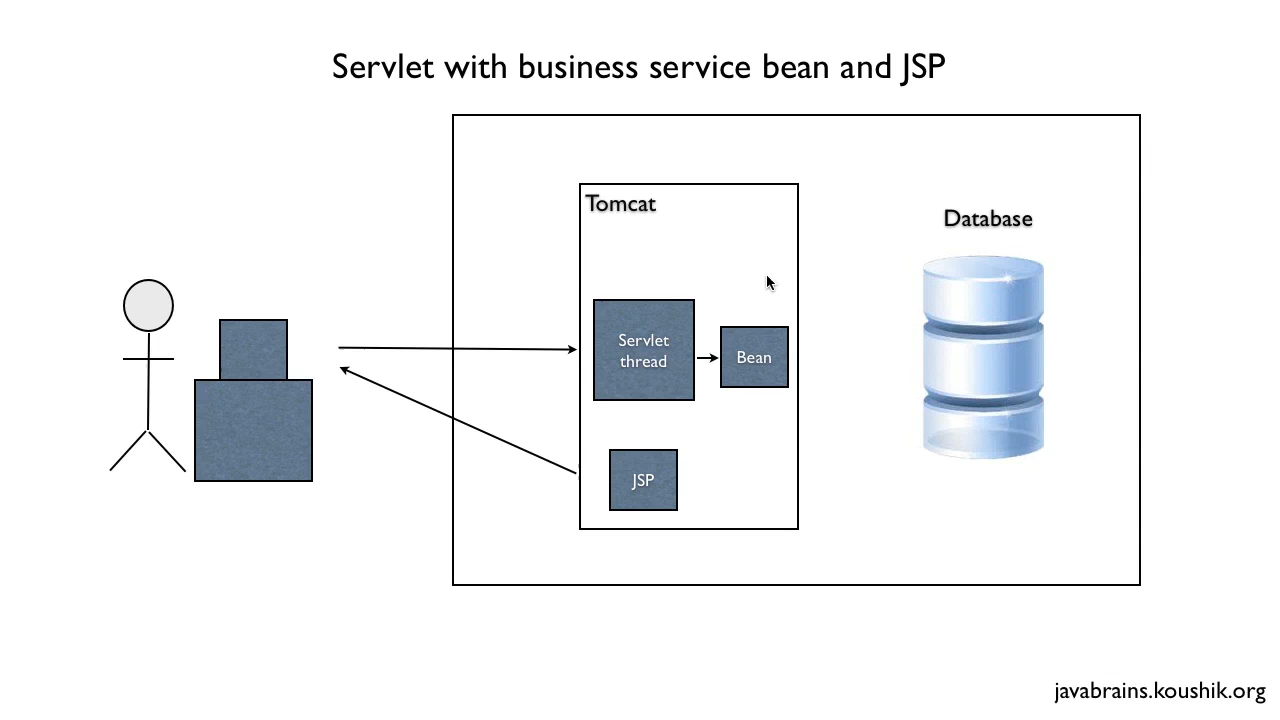 Servlet with business service bean and JSP
Tomcat
Database
Servlet
thread
Bean
JSP
javabrains.koushik.org